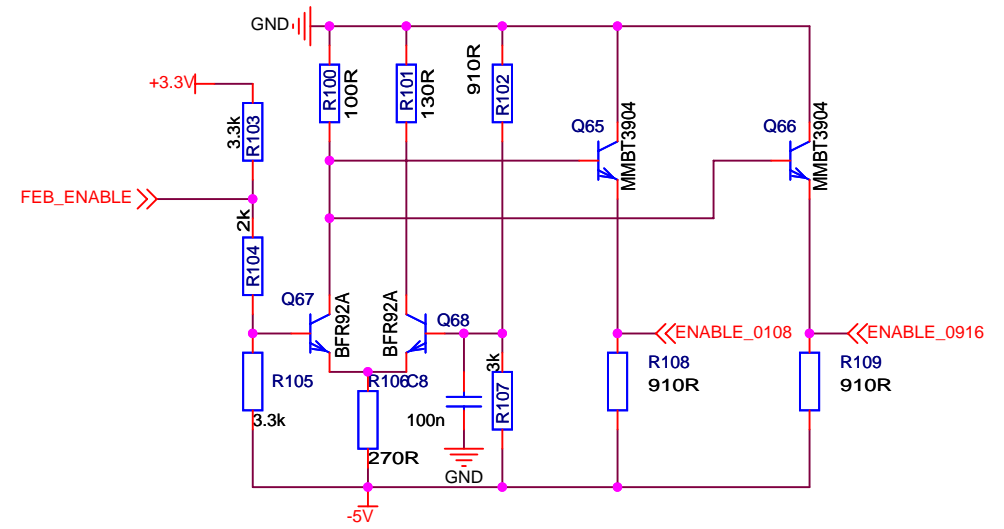 GND
+3.3V
R103
3.3k
FEB_ENABLE
2k
R104
R100
100R
R101
130R
910R
R102
Q65
MMBT3904
Q66
MMBT3904
Q67
BFR92A
BFR92A
Q68
ENABLE_0108
ENABLE_0916
R105
3.3k
R106
C8
100n
3k
R107
R108
910R
R109
910R
270R
GND
-5V